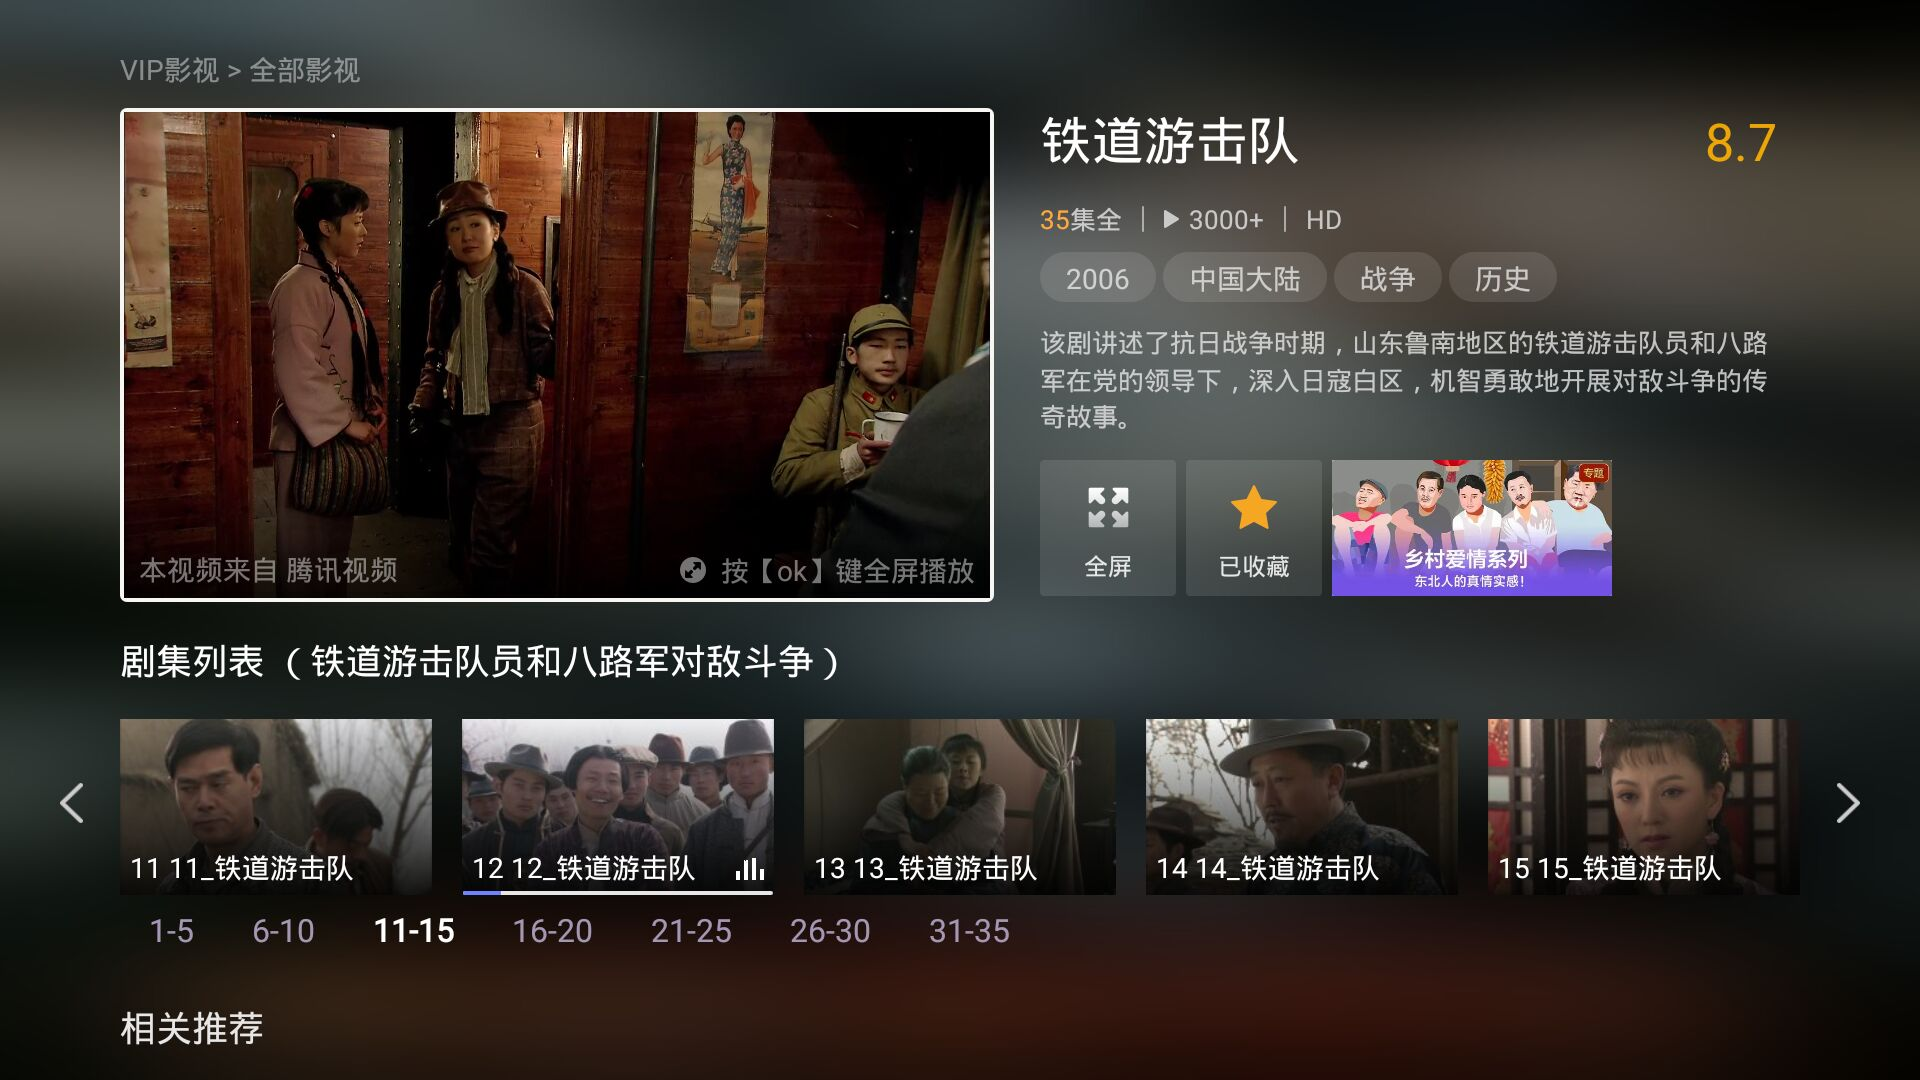 VIP影视 > 全部影视
铁道游击队
8.7
35集全 | 3000+ | HD
2006 中国大陆 战争 历史
该剧讲述了抗日战争时期，山东鲁南地区的铁道游击队员和八路
军在党的领导下，深入日寇白区，机智勇敢地开展对敌斗争的传
奇故事。
本视频来自 腾讯视频
按【ok】键全屏播放
全屏
已收藏
专题
乡村爱情系列
东北人的真情实感！
剧集列表 （铁道游击队员和八路军对敌斗争）
11 11_铁道游击队
12 12_铁道游击队
13 13_铁道游击队
14 14_铁道游击队
15 15_铁道游击队
1-5 6-10 11-15 16-20 21-25 26-30 31-35
相关推荐